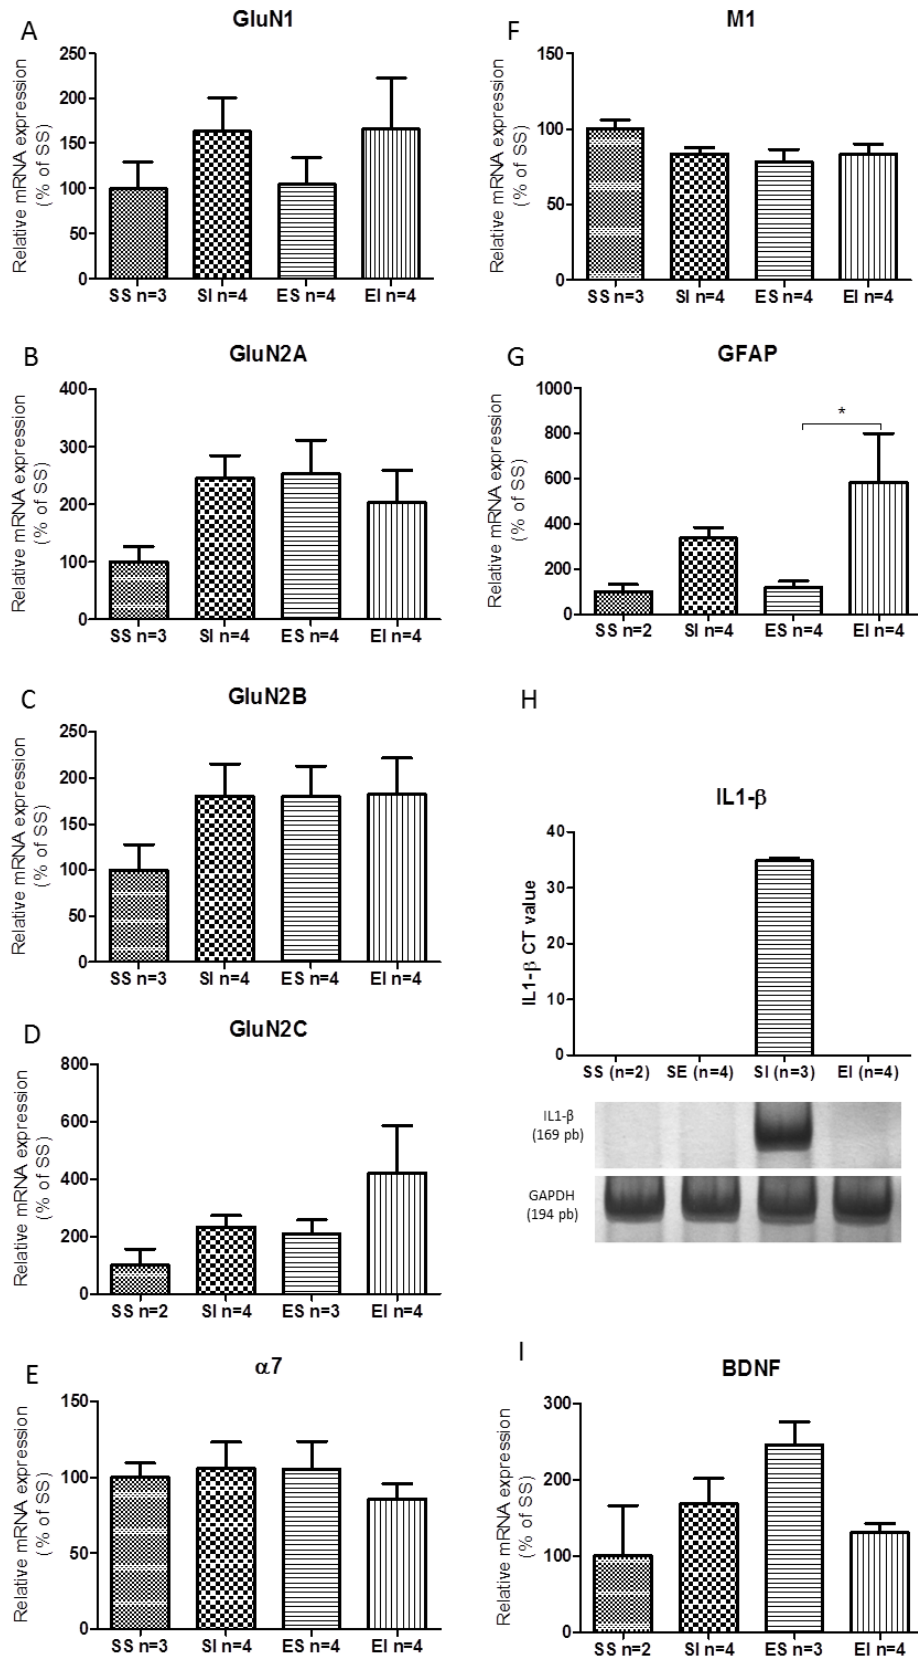 A
GluN1
Relative mRNA expression
(% of SS)
250
200
150
100
50
0
SS n=3 SI n=4 ES n=4 EI n=4
B
GluN2A
Relative mRNA expression
(% of SS)
400
300
200
100
0
SS n=3 SI n=4 ES n=4 EI n=4
C
GluN2B
Relative mRNA expression
(% of SS)
250
200
150
100
50
0
SS n=3 SI n=4 ES n=4 EI n=4
D
GluN2C
Relative mRNA expression
(% of SS)
800
600
400
200
0
SS n=2 SI n=4 ES n=3 EI n=4
E
α7
Relative mRNA expression
(% of SS)
150
100
50
0
SS n=3 SI n=4 ES n=4 EI n=4
F
M1
Relative mRNA expression
(% of SS)
150
100
50
0
SS n=3 SI n=4 ES n=4 EI n=4
G
GFAP
Relative mRNA expression
(% of SS)
1000
800
600
400
200
0
*
SS n=2 SI n=4 ES n=4 EI n=4
H
IL1-β
IL1-β CT value
40
30
20
10
0
SS (n=2) SE (n=4) SI (n=3) EI (n=4)
IL1-β
(169 pb)
GAPDH
(194 pb)
I
BDNF
Relative mRNA expression
(% of SS)
300
200
100
0
SS n=2 SI n=4 ES n=3 EI n=4